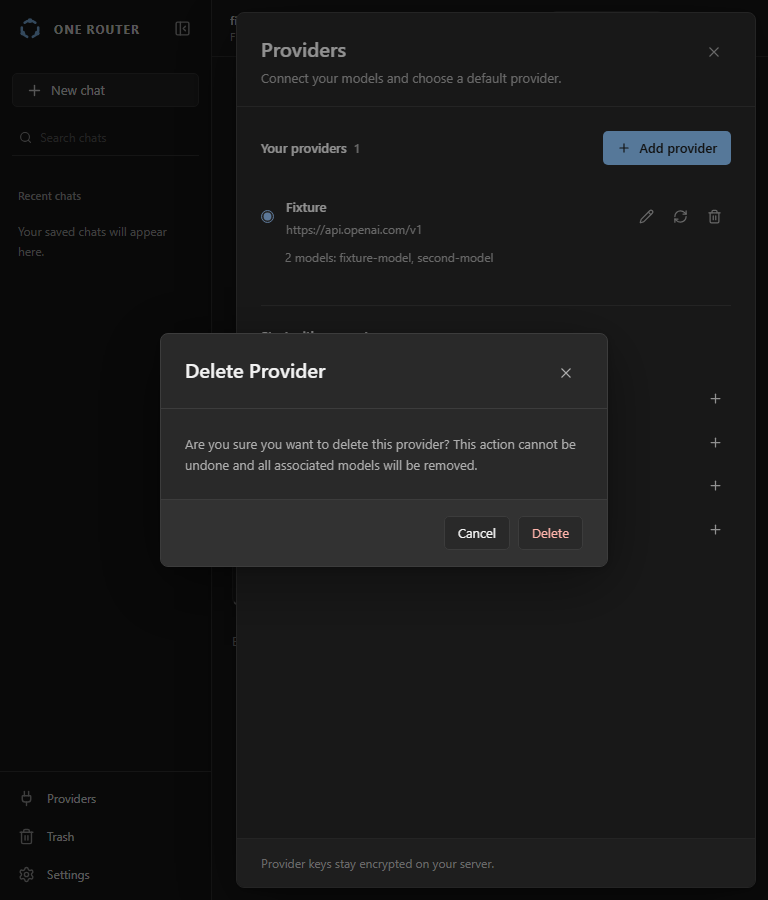 ONE ROUTER
New chat
Search chats
Recent chats
Your saved chats will appear
here.
Providers
Connect your models and choose a default provider.
Your providers 1
Add provider
Fixture
https://api.openai.com/v1
2 models: fixture-model, second-model
Delete Provider
Are you sure you want to delete this provider? This action cannot be
undone and all associated models will be removed.
Cancel
Delete
Providers
Trash
Settings
Provider keys stay encrypted on your server.